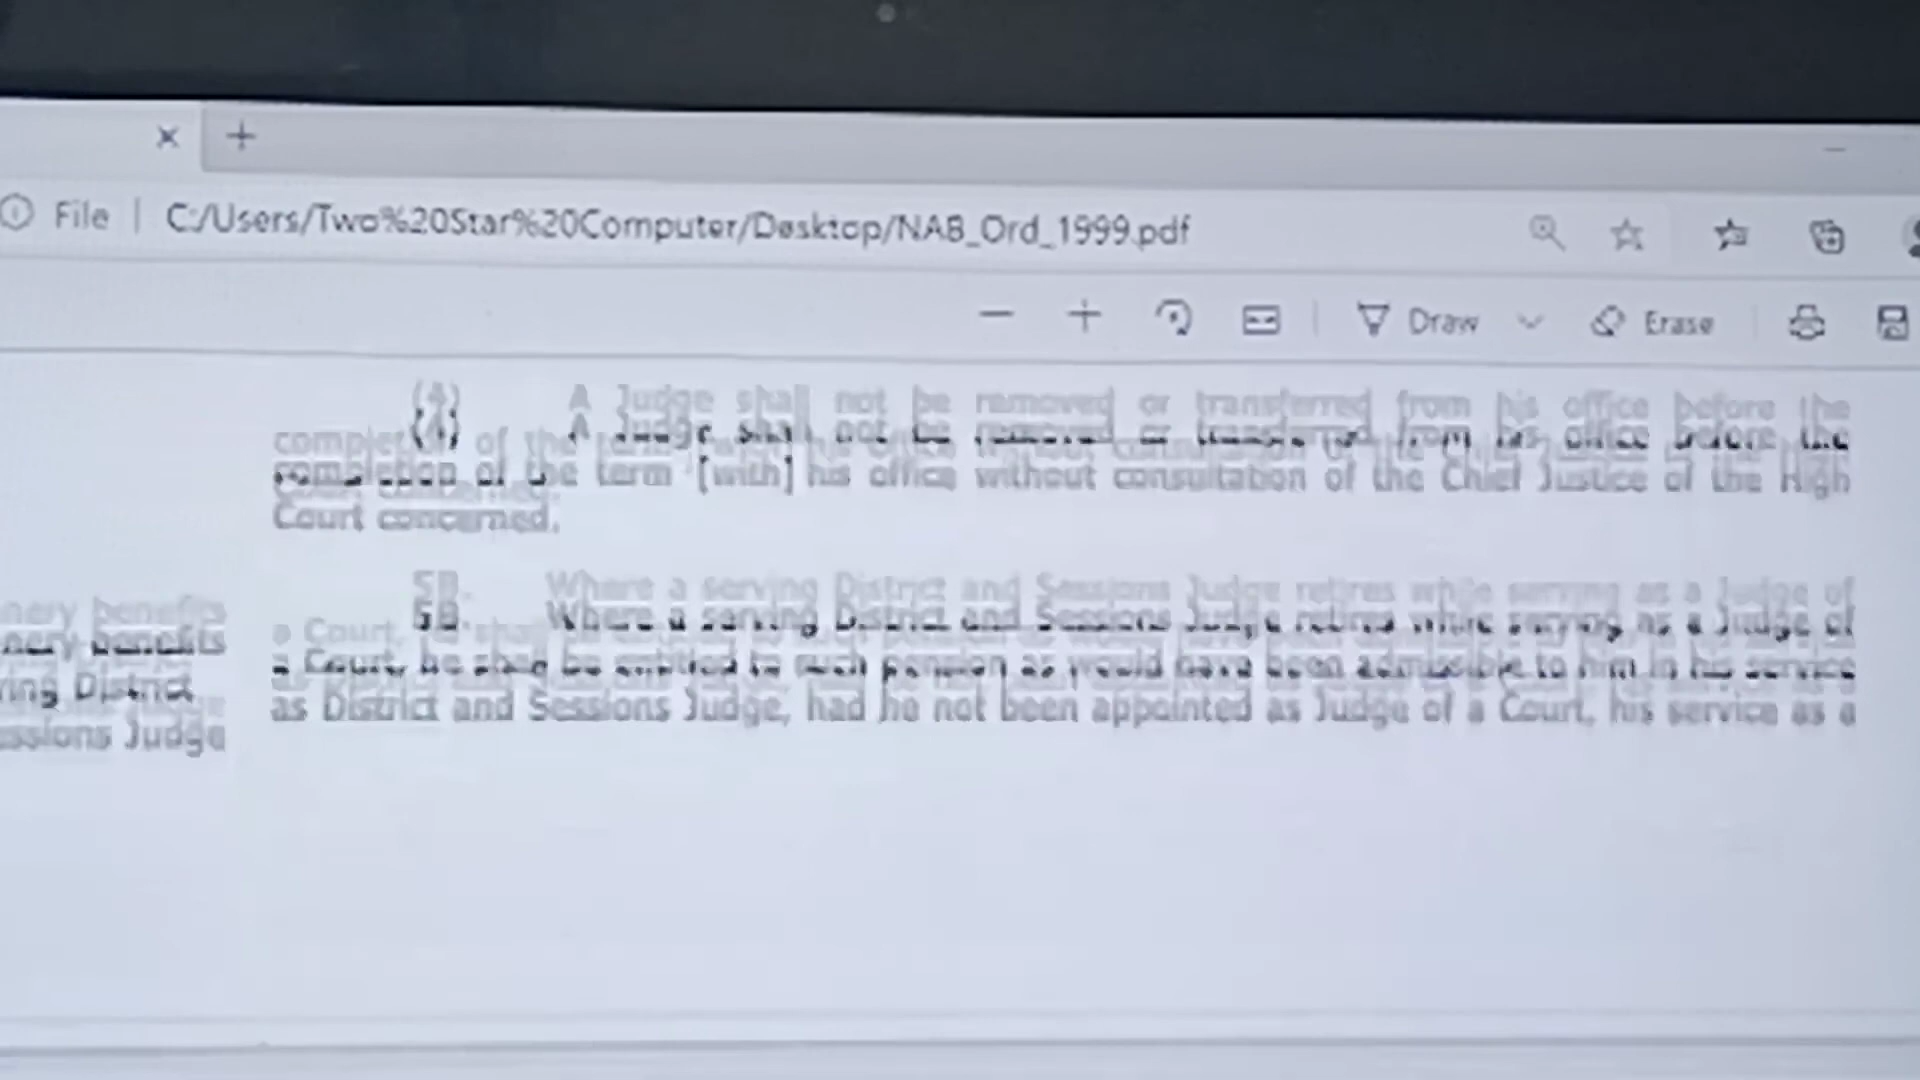 File | C:/Users/Two%20Star%20Computer/Desktop/NAB_Ord_1999.pdf
Draw Erase
(4) A Judge shall not be removed or transferred from his office before the
completion of the term [with] his office without consultation of the Chief Justice of the High
Court concerned.
nery benefits
ring District
ssions Judge
5B. Where a serving District and Sessions Judge retires while serving as a Judge of
a Court, he shall be entitled to such pension as would have been admissible to him in his service
as District and Sessions Judge, had he not been appointed as Judge of a Court, his service as a